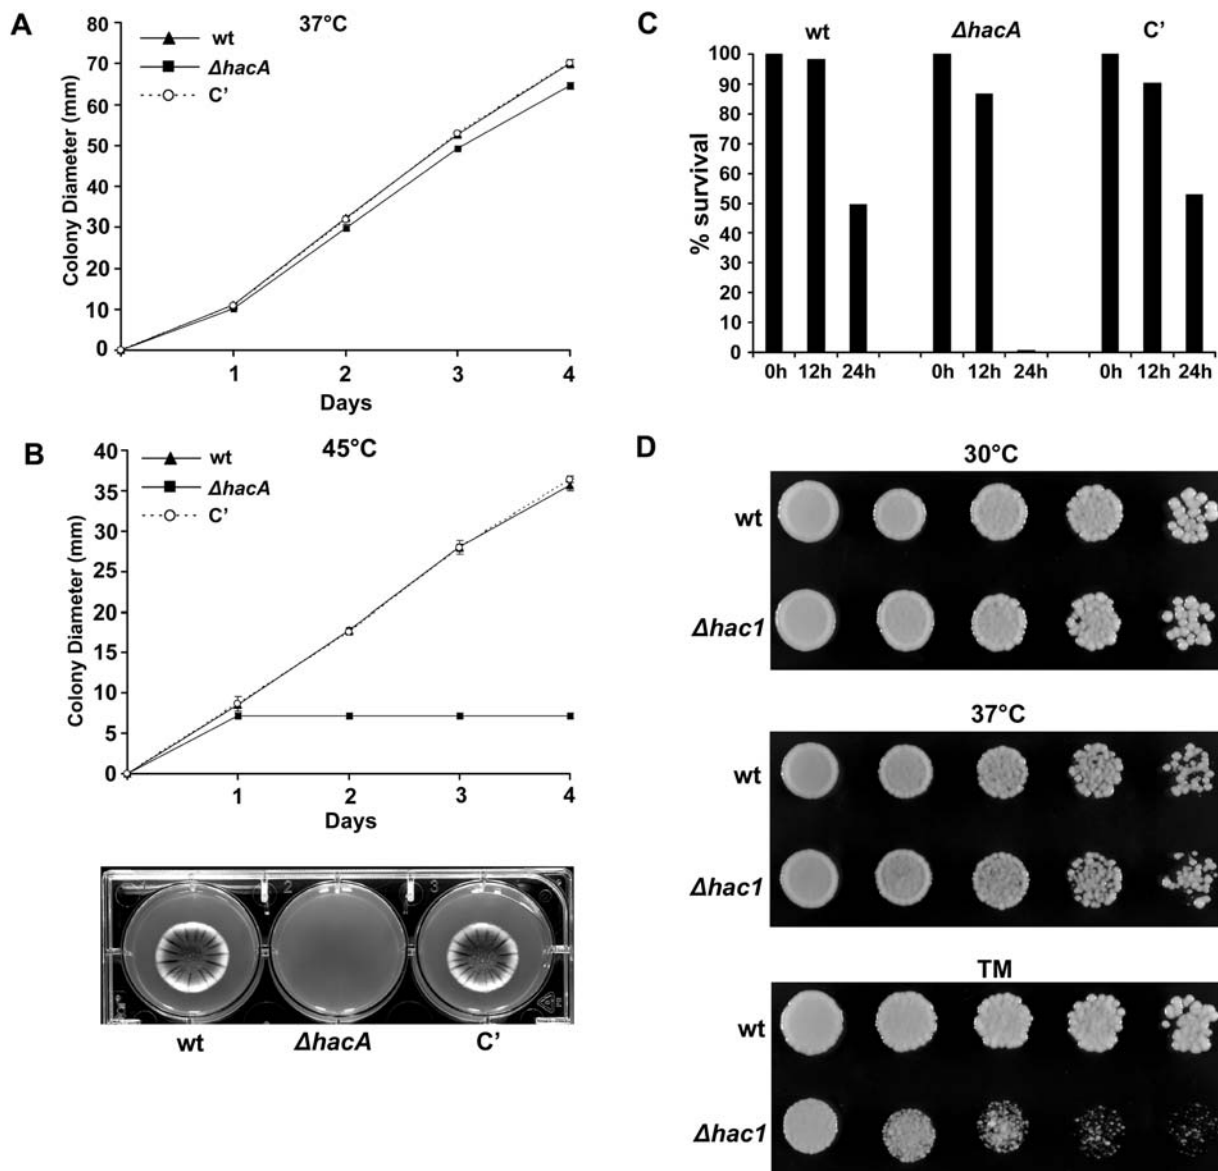 A
37°C
wt
ΔhacA
C'
80
70
60
50
40
30
20
10
0
Colony Diameter (mm)
1 2 3 4
Days
B
45°C
wt
ΔhacA
C'
40
35
30
25
20
15
10
5
0
Colony Diameter (mm)
1 2 3 4
Days
2 3
wt ΔhacA C'
C
wt ΔhacA C'
100
90
80
70
60
50
40
30
20
10
0
% survival
0h 12h 24h 0h 12h 24h 0h 12h 24h
D
30°C
wt
Δhac1
37°C
wt
Δhac1
TM
wt
Δhac1